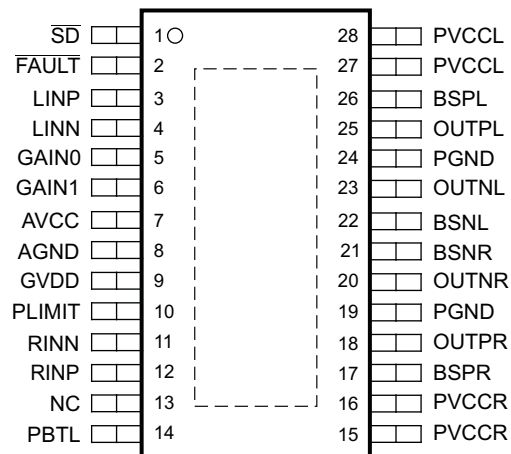 SD 1 28 PVCCL
FAULT 2 27 PVCCL
LINP 3 26 BSPL
LINN 4 25 OUTPL
GAIN0 5 24 PGND
GAIN1 6 23 OUTNL
AVCC 7 22 BSNL
AGND 8 21 BSNR
GVDD 9 20 OUTNR
PLIMIT 10 19 PGND
RINN 11 18 OUTPR
RINP 12 17 BSPR
NC 13 16 PVCCR
PBTL 14 15 PVCCR